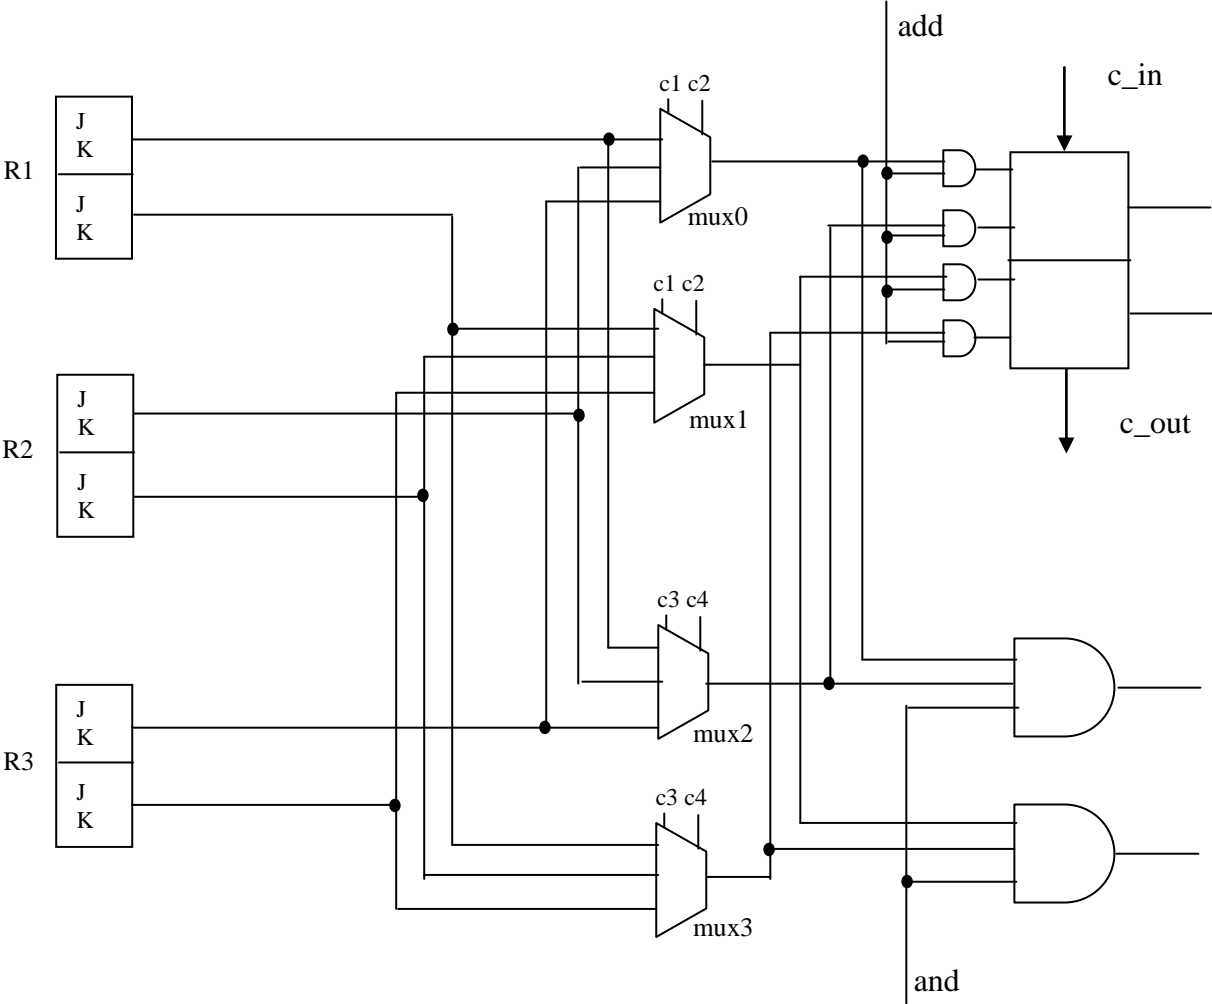 add
c_in
c1 c2
J
K
R1
J
K
mux0
c1 c2
J
K
mux1
c_out
R2
J
K
c3 c4
J
K
mux2
R3
J
K
c3 c4
mux3
and